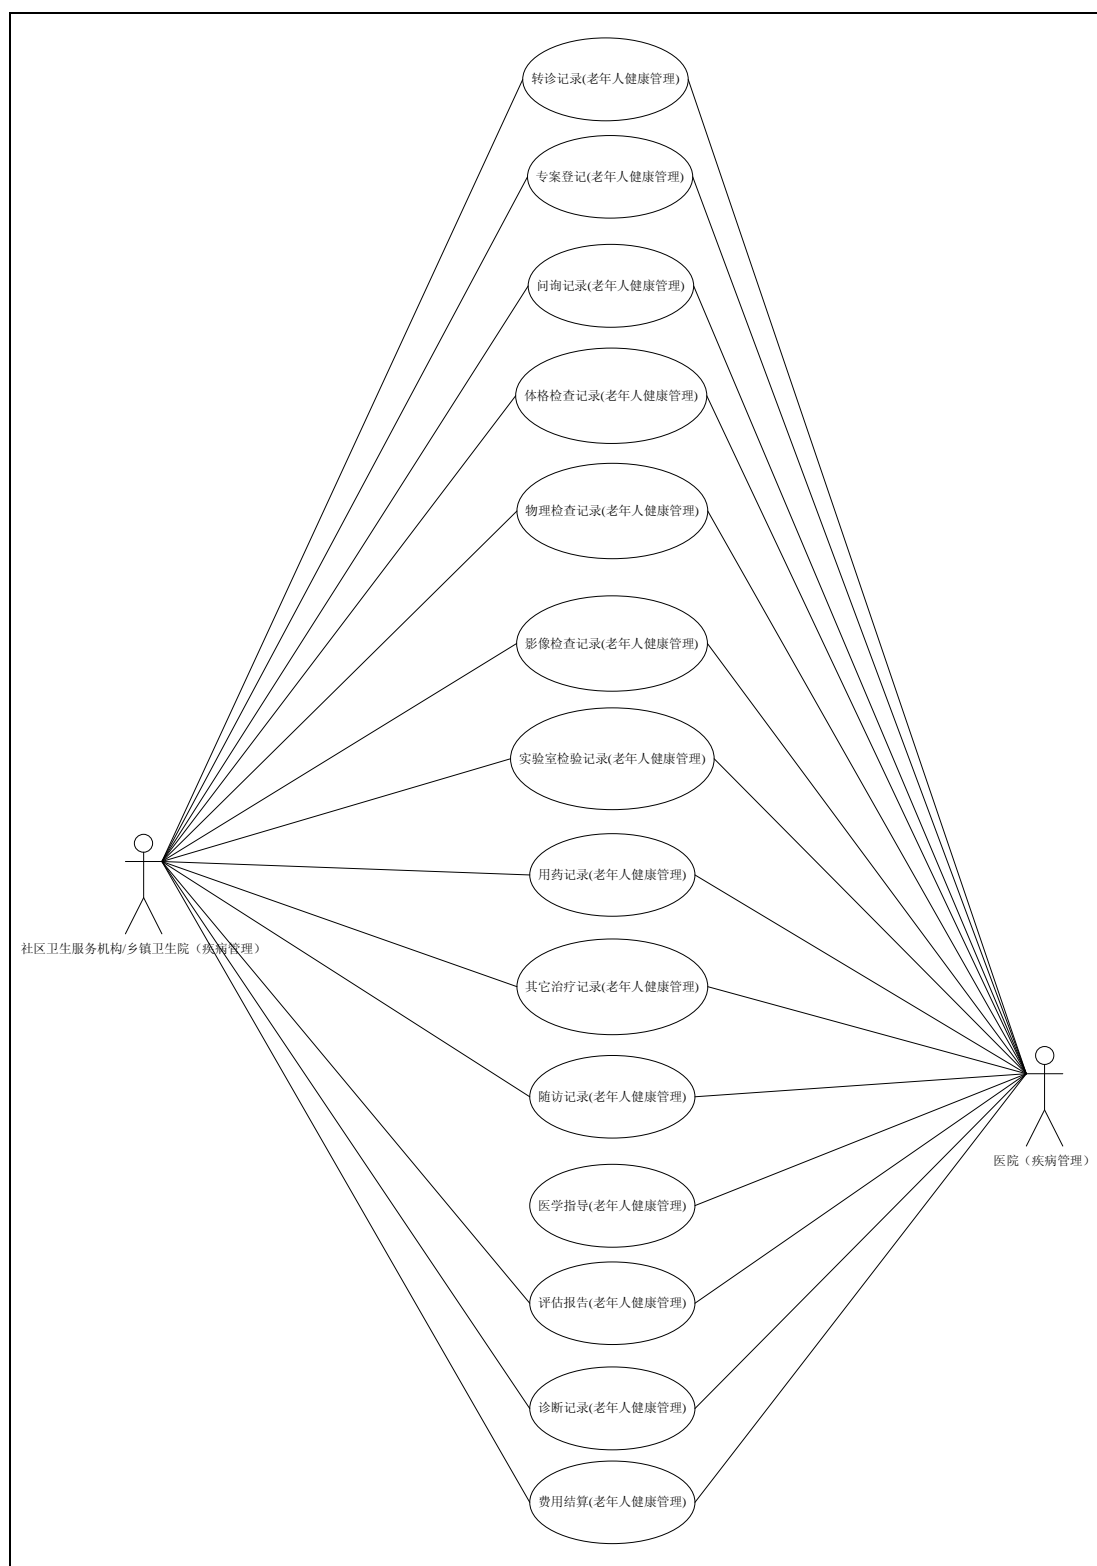 转诊记录(老年人健康管理)
专案登记(老年人健康管理)
问询记录(老年人健康管理)
体格检查记录(老年人健康管理)
物理检查记录(老年人健康管理)
影像检查记录(老年人健康管理)
实验室检验记录(老年人健康管理)
用药记录(老年人健康管理)
社区卫生服务机构/乡镇卫生院（疾病管理）
其它治疗记录(老年人健康管理)
随访记录(老年人健康管理)
医院（疾病管理）
医学指导(老年人健康管理)
评估报告(老年人健康管理)
诊断记录(老年人健康管理)
费用结算(老年人健康管理)